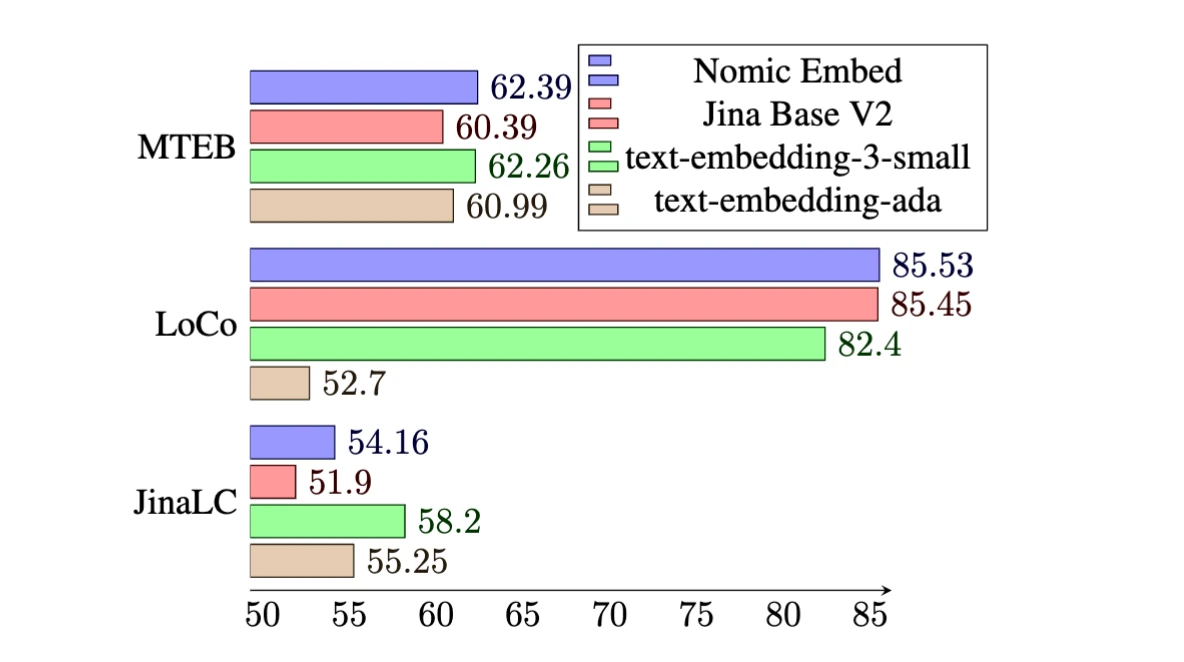 Nomic Embed
Jina Base V2
text-embedding-3-small
text-embedding-ada
MTEB
62.39
60.39
62.26
60.99
LoCo
85.53
85.45
82.4
52.7
JinaLC
54.16
51.9
58.2
55.25
50 55 60 65 70 75 80 85